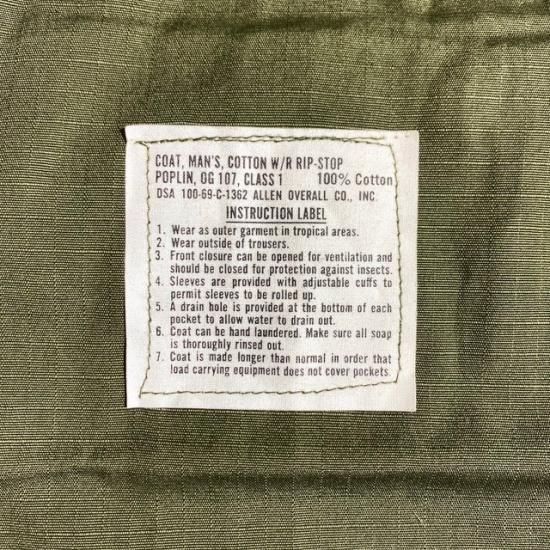 COAT, MAN'S, COTTON W/R RIP-STOP
POPLIN, OG 107, CLASS 1 100% Cotton
DSA 100-69-C-1362 ALLEN OVERALL CO., INC.
INSTRUCTION LABEL
1. Wear as outer garment in tropical areas.
2. Wear outside of trousers.
3. Front closure can be opened for ventilation and
should be closed for protection against insects.
4. Sleeves are provided with adjustable cuffs to
permit sleeves to be rolled up.
5. A drain hole is provided at the bottom of each
pocket to allow water to drain out.
6. Coat can be hand laundered. Make sure all soap
is thoroughly rinsed out.
7. Coat is made longer than normal in order that
load carrying equipment does not cover pockets.